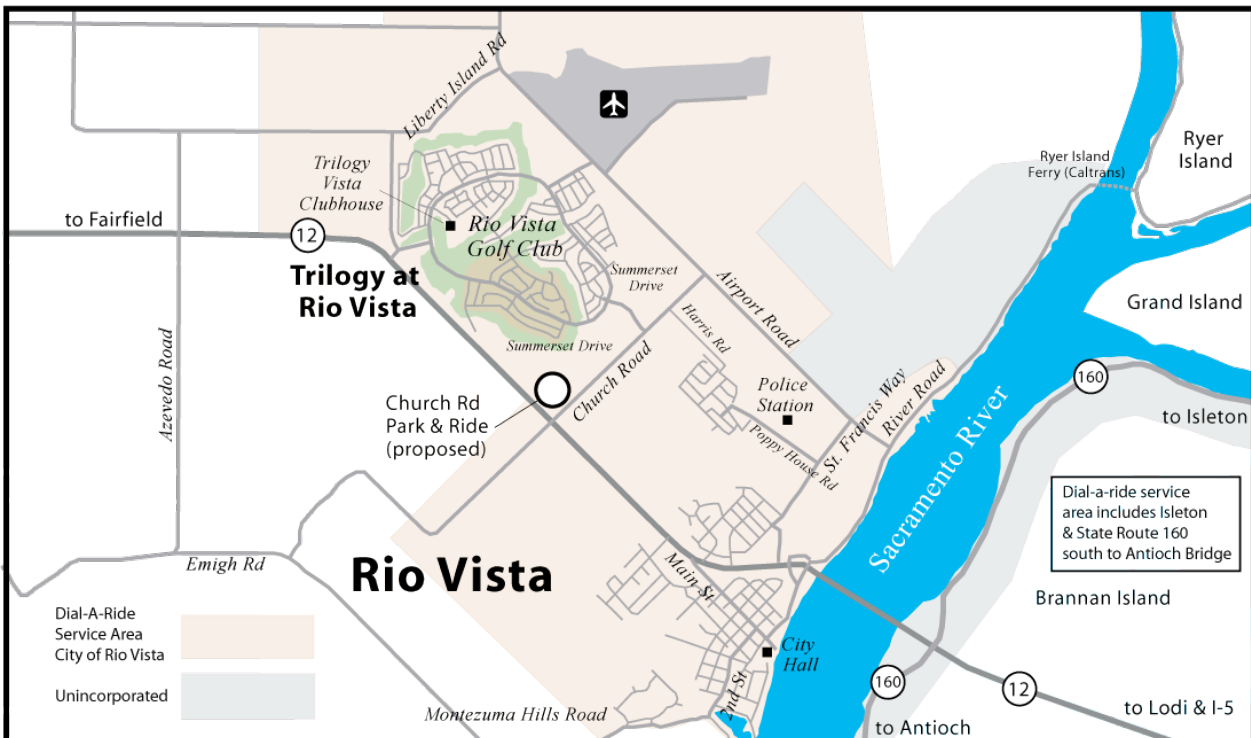 Liberty Island Rd
Trilogy
Vista
Clubhouse
to Fairfield
12
Rio Vista
Golf Club
Trilogy at
Rio Vista
Summerset
Drive
Summerset Drive
Airport Road
Harris Rd
Church Road
Azevedo Road
Church Rd
Park & Ride
(proposed)
Police
Station
Poppy House Rd
St. Francis Way
River Road
Ryer Island
Ferry (Caltrans)
Ryer
Island
Grand Island
160
to Isleton
Sacramento River
Dial-a-ride service
area includes Isleton
& State Route 160
south to Antioch Bridge
Brannan Island
Emigh Rd
Rio Vista
Main St
City
Hall
2nd St
Montezuma Hills Road
160
to Antioch
12
to Lodi & I-5
Dial-A-Ride
Service Area
City of Rio Vista
Unincorporated